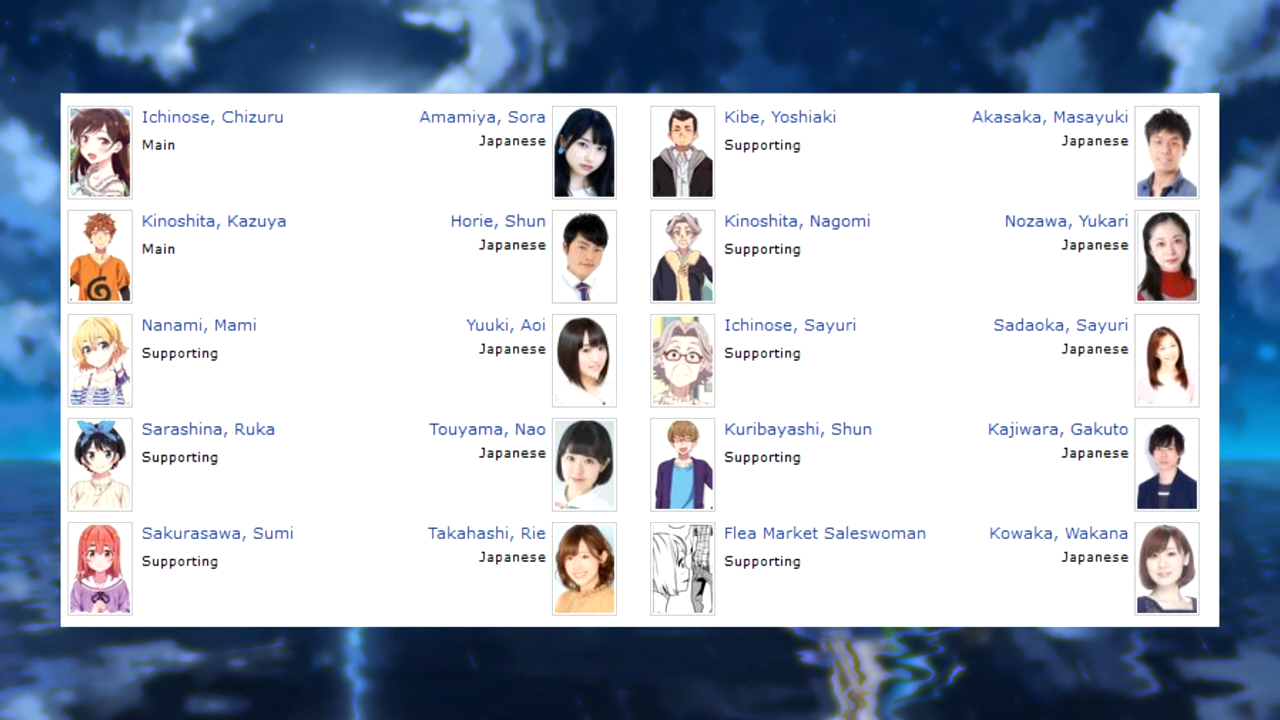 Ichinose, Chizuru
Main
Amamiya, Sora
Japanese
Kibe, Yoshiaki
Supporting
Akasaka, Masayuki
Japanese
Kinoshita, Kazuya
Main
Horie, Shun
Japanese
Kinoshita, Nagomi
Supporting
Nozawa, Yukari
Japanese
Nanami, Mami
Supporting
Yuuki, Aoi
Japanese
Ichinose, Sayuri
Supporting
Sadaoka, Sayuri
Japanese
Sarashina, Ruka
Supporting
Touyama, Nao
Japanese
Kuribayashi, Shun
Supporting
Kajiwara, Gakuto
Japanese
Sakurasawa, Sumi
Supporting
Takahashi, Rie
Japanese
Flea Market Saleswoman
Supporting
Kowaka, Wakana
Japanese